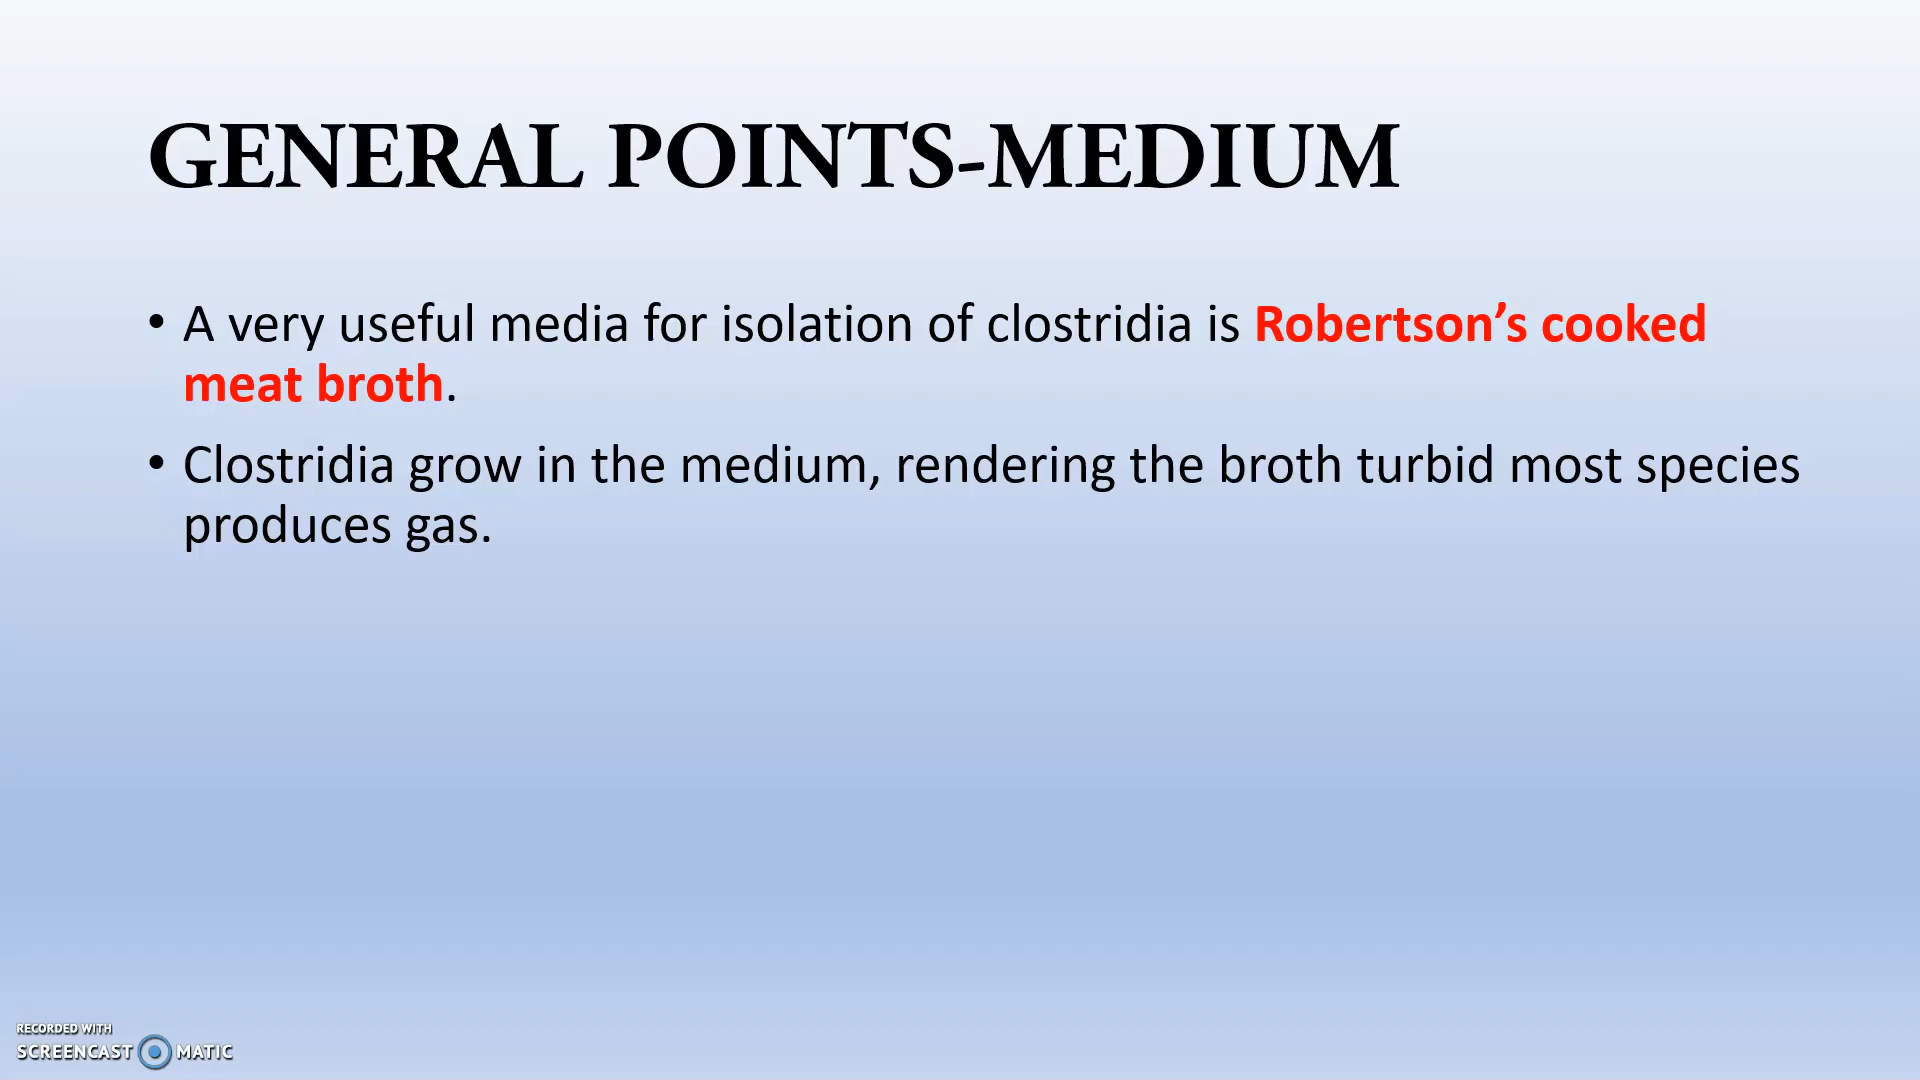 GENERAL POINTS-MEDIUM
• A very useful media for isolation of clostridia is Robertson’s cooked
meat broth.
• Clostridia grow in the medium, rendering the broth turbid most species
produces gas.
RECORDED WITH
SCREENCAST MATIC